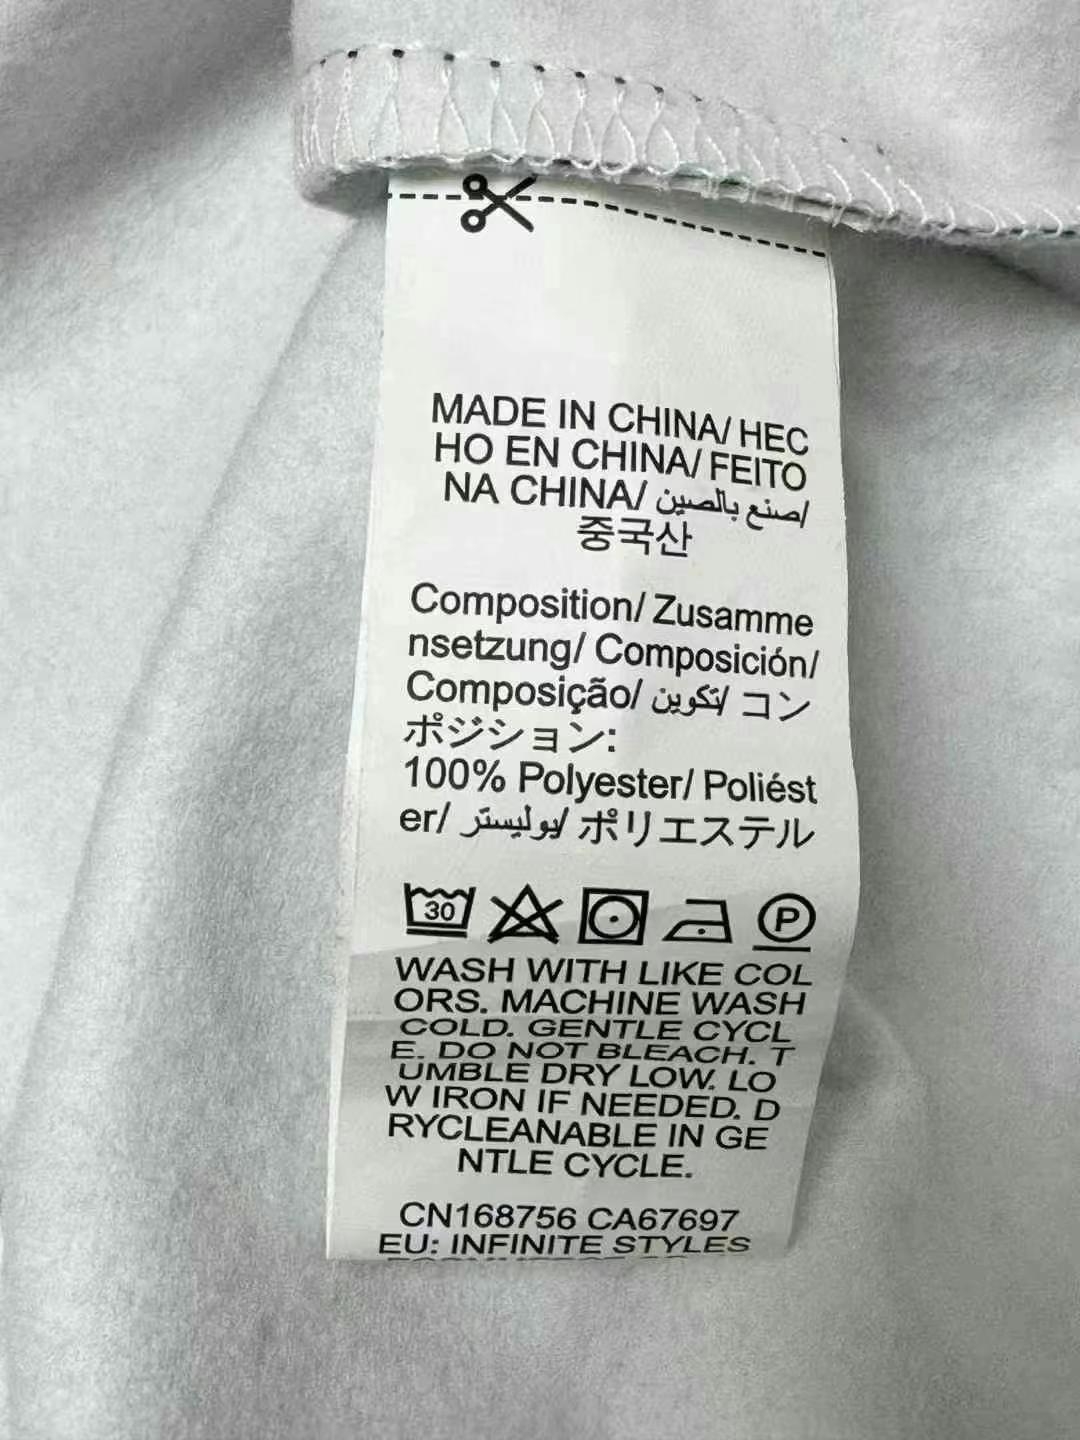 MADE IN CHINA/ HEC
HO EN CHINA/ FEITO
NA CHINA/ صنع بالصين/
중국산
Composition/ Zusamme
nsetzung/ Composición/
Composição/ تكوين/ コン
ポジション:
100% Polyester/ Poliést
er/ بوليستر/ ポリエステル
30
P
WASH WITH LIKE COL
ORS. MACHINE WASH
COLD. GENTLE CYCL
E. DO NOT BLEACH. T
UMBLE DRY LOW. LO
W IRON IF NEEDED. D
RYCLEANABLE IN GE
NTLE CYCLE.
CN168756 CA67697
EU: INFINITE STYLES